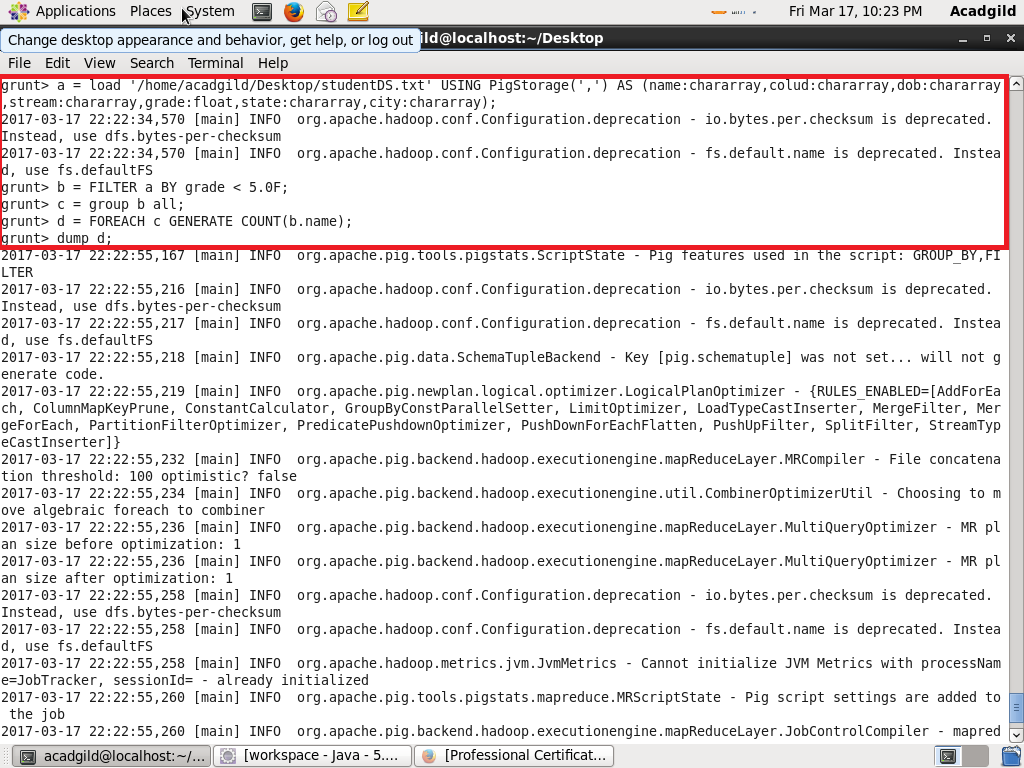 Applications Places System Fri Mar 17, 10:23 PM Acadgild
Change desktop appearance and behavior, get help, or log out
ild@localhost:~/Desktop
File Edit View Search Terminal Help
grunt> a = load '/home/acadgild/Desktop/studentDS.txt' USING PigStorage(',') AS (name:chararray,colud:chararray,dob:chararray
,stream:chararray,grade:float,state:chararray,city:chararray);
2017-03-17 22:22:34,570 [main] INFO  org.apache.hadoop.conf.Configuration.deprecation - io.bytes.per.checksum is deprecated.
Instead, use dfs.bytes-per-checksum
2017-03-17 22:22:34,570 [main] INFO  org.apache.hadoop.conf.Configuration.deprecation - fs.default.name is deprecated. Instea
d, use fs.defaultFS
grunt> b = FILTER a BY grade < 5.0F;
grunt> c = group b all;
grunt> d = FOREACH c GENERATE COUNT(b.name);
grunt> dump d;
2017-03-17 22:22:55,167 [main] INFO  org.apache.pig.tools.pigstats.ScriptState - Pig features used in the script: GROUP_BY,FI
LTER
2017-03-17 22:22:55,216 [main] INFO  org.apache.hadoop.conf.Configuration.deprecation - io.bytes.per.checksum is deprecated.
Instead, use dfs.bytes-per-checksum
2017-03-17 22:22:55,217 [main] INFO  org.apache.hadoop.conf.Configuration.deprecation - fs.default.name is deprecated. Instea
d, use fs.defaultFS
2017-03-17 22:22:55,218 [main] INFO  org.apache.pig.data.SchemaTupleBackend - Key [pig.schematuple] was not set... will not g
enerate code.
2017-03-17 22:22:55,219 [main] INFO  org.apache.pig.newplan.logical.optimizer.LogicalPlanOptimizer - {RULES_ENABLED=[AddForEa
ch, ColumnMapKeyPrune, ConstantCalculator, GroupByConstParallelSetter, LimitOptimizer, LoadTypeCastInserter, MergeFilter, Mer
geForEach, PartitionFilterOptimizer, PredicatePushdownOptimizer, PushDownForEachFlatten, PushUpFilter, SplitFilter, StreamTyp
eCastInserter]}
2017-03-17 22:22:55,232 [main] INFO  org.apache.pig.backend.hadoop.executionengine.mapReduceLayer.MRCompiler - File concatena
tion threshold: 100 optimistic? false
2017-03-17 22:22:55,234 [main] INFO  org.apache.pig.backend.hadoop.executionengine.util.CombinerOptimizerUtil - Choosing to m
ove algebraic foreach to combiner
2017-03-17 22:22:55,236 [main] INFO  org.apache.pig.backend.hadoop.executionengine.mapReduceLayer.MultiQueryOptimizer - MR pl
an size before optimization: 1
2017-03-17 22:22:55,236 [main] INFO  org.apache.pig.backend.hadoop.executionengine.mapReduceLayer.MultiQueryOptimizer - MR pl
an size after optimization: 1
2017-03-17 22:22:55,258 [main] INFO  org.apache.hadoop.conf.Configuration.deprecation - io.bytes.per.checksum is deprecated.
Instead, use dfs.bytes-per-checksum
2017-03-17 22:22:55,258 [main] INFO  org.apache.hadoop.conf.Configuration.deprecation - fs.default.name is deprecated. Instea
d, use fs.defaultFS
2017-03-17 22:22:55,258 [main] INFO  org.apache.hadoop.metrics.jvm.JvmMetrics - Cannot initialize JVM Metrics with processNam
e=JobTracker, sessionId= - already initialized
2017-03-17 22:22:55,260 [main] INFO  org.apache.pig.tools.pigstats.mapreduce.MRScriptState - Pig script settings are added to
the job
2017-03-17 22:22:55,260 [main] INFO  org.apache.pig.backend.hadoop.executionengine.mapReduceLayer.JobControlCompiler - mapred
acadgild@localhost:~/... [workspace - Java - 5.... [Professional Certificat...